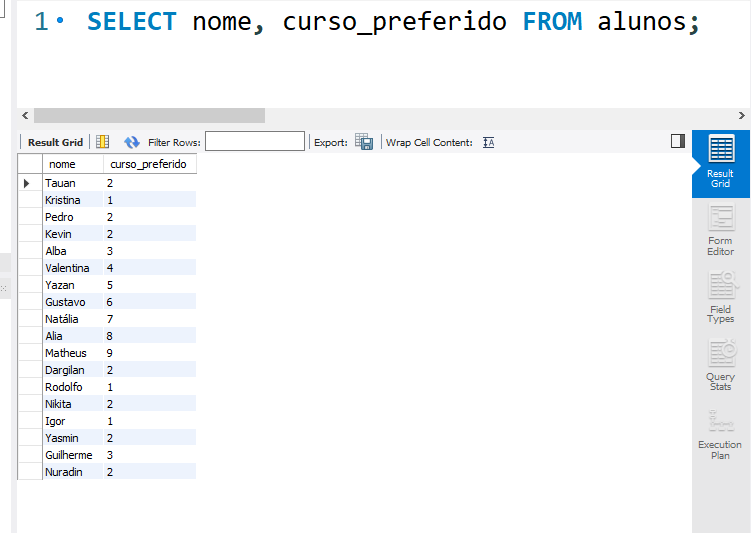 1 SELECT nome, curso_preferido FROM alunos;
Result Grid Filter Rows: Export: Wrap Cell Content:
nome curso_preferido
Tauan 2
Kristina 1
Pedro 2
Kevin 2
Alba 3
Valentina 4
Yazan 5
Gustavo 6
Natália 7
Alia 8
Matheus 9
Dargilan 2
Rodolfo 1
Nikita 2
Igor 1
Yasmin 2
Guilherme 3
Nuradin 2
Result
Grid
Form
Editor
Field
Types
Query
Stats
Execution
Plan